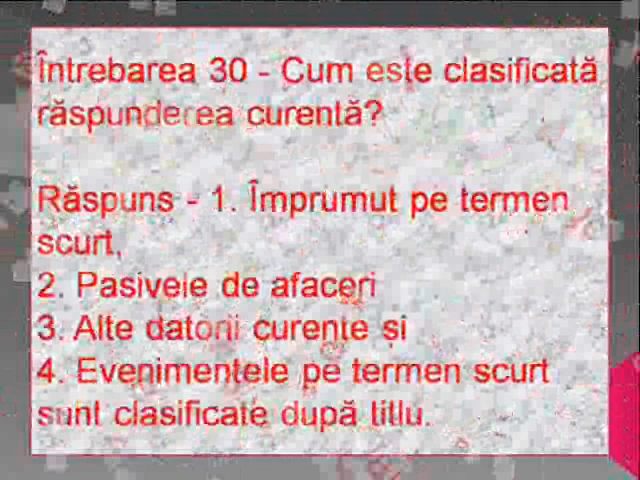 Întrebarea 30 - Cum este clasificată
răspunderea curentă?
Răspuns - 1. Împrumut pe termen
scurt,
2. Pasivele de afaceri
3. Alte datorii curente și
4. Evenimentele pe termen scurt
sunt clasificate după titlu.